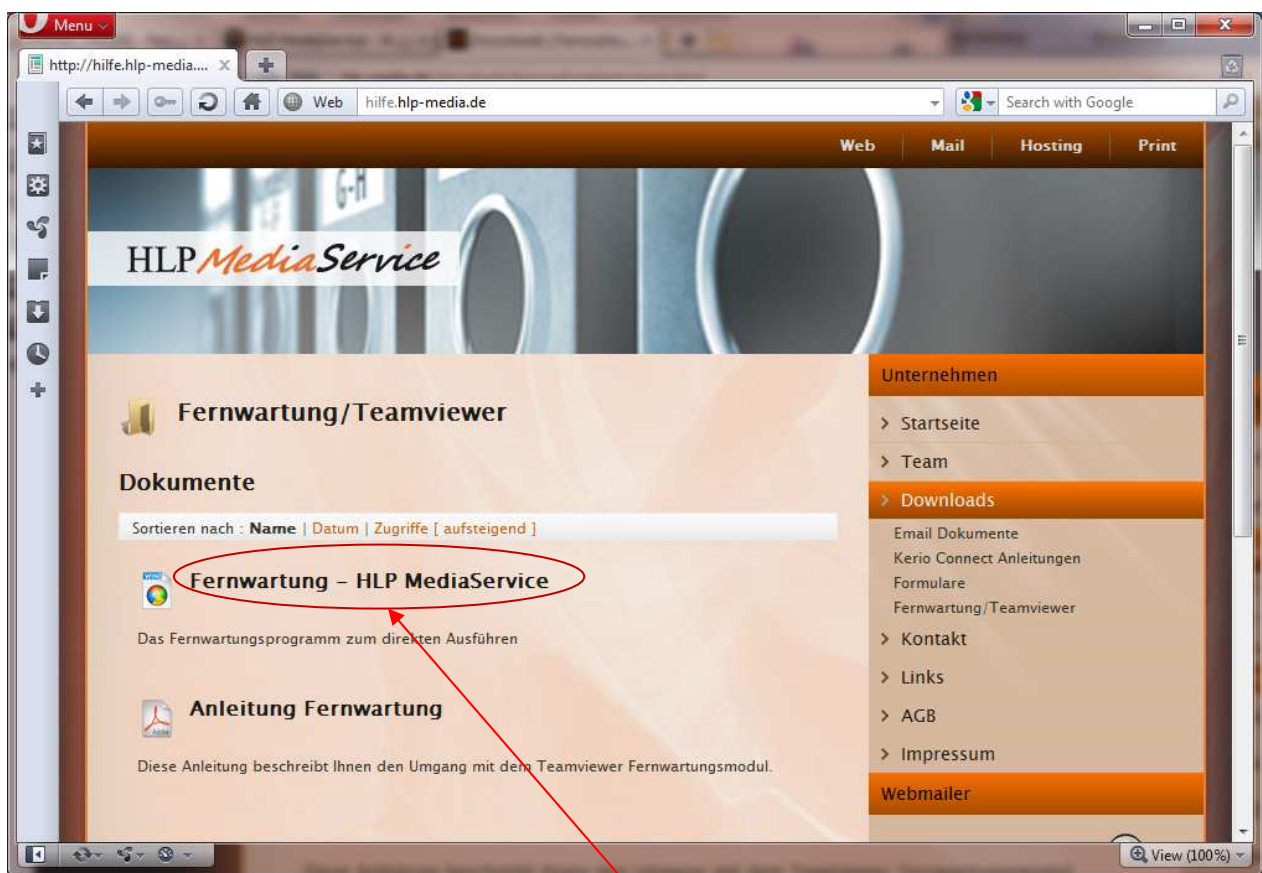 Menu
http://hilfe.hlp-media....
Web hilfe.hlp-media.de
Search with Google
Web Mail Hosting Print
G-H
HLP MediaService
Fernwartung/Teamviewer
Dokumente
Sortieren nach : Name | Datum | Zugriffe [ aufsteigend ]
Fernwartung – HLP MediaService
Das Fernwartungsprogramm zum direkten Ausführen
Anleitung Fernwartung
Diese Anleitung beschreibt Ihnen den Umgang mit dem Teamviewer Fernwartungsmodul.
Unternehmen
Startseite
Team
Downloads
Email Dokumente
Kerio Connect Anleitungen
Formulare
Fernwartung/Teamviewer
Kontakt
Links
AGB
Impressum
Webmailer
View (100%)